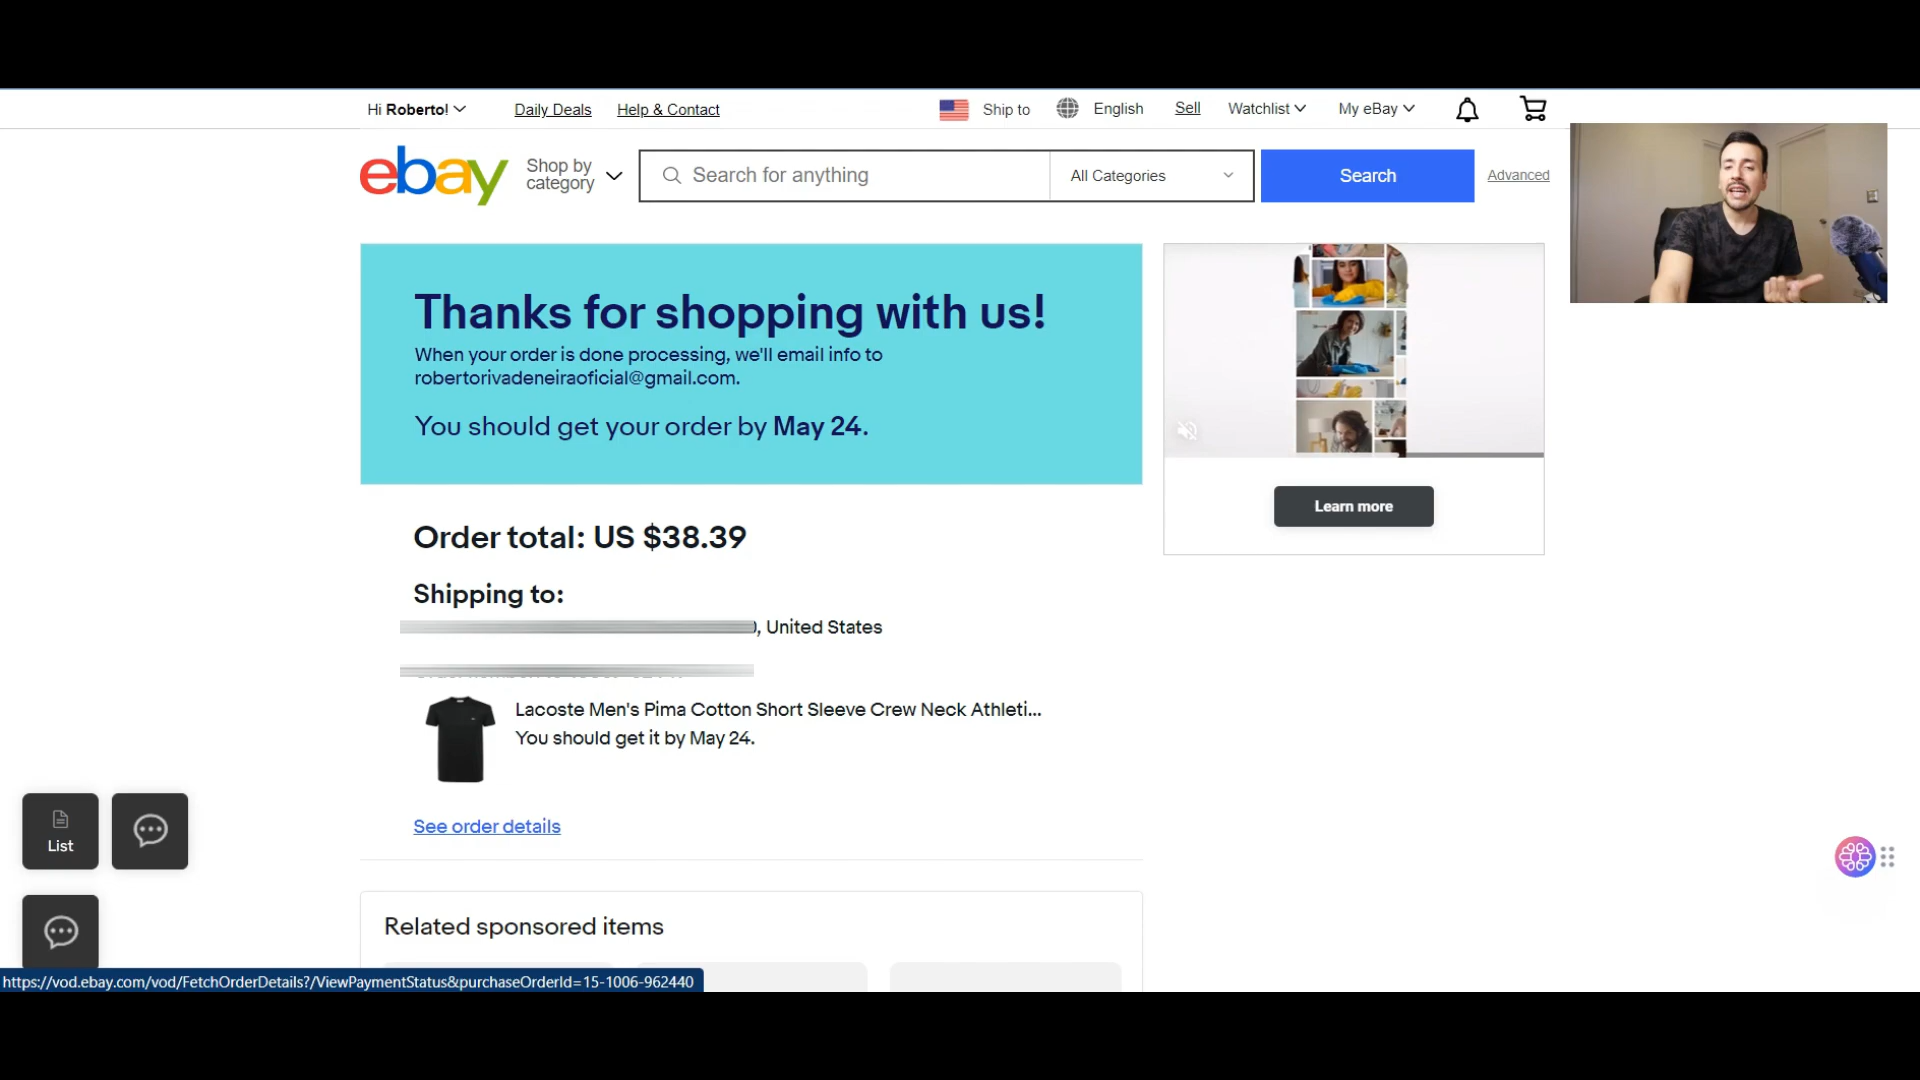 Hi Roberto!
Daily Deals
Help & Contact
Ship to
English
Sell
Watchlist
My eBay
ebay
Shop by
category
Search for anything
All Categories
Search
Advanced
Thanks for shopping with us!
When your order is done processing, we'll email info to
robertorivadeneiraoficial@gmail.com.
You should get your order by May 24.
Learn more
Order total: US $38.39
Shipping to:
, United States
Lacoste Men's Pima Cotton Short Sleeve Crew Neck Athleti...
You should get it by May 24.
See order details
List
Related sponsored items
https://vod.ebay.com/vod/FetchOrderDetails?/ViewPaymentStatus&purchaseOrderId=15-1006-962440